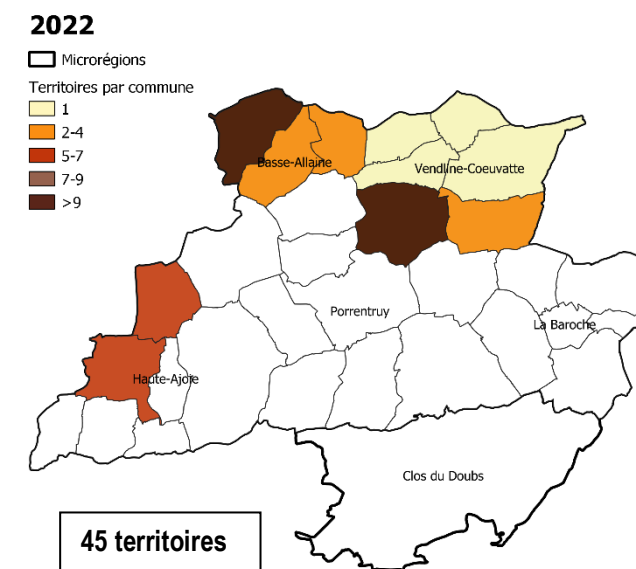 2022
Microrégions
Territoires par commune
1
2-4
5-7
7-9
>9
Basse-Allaine
Vendline-Coeuvatte
Porrentruy
La Baroche
Haute-Ajoie
Clos du Doubs
45 territoires